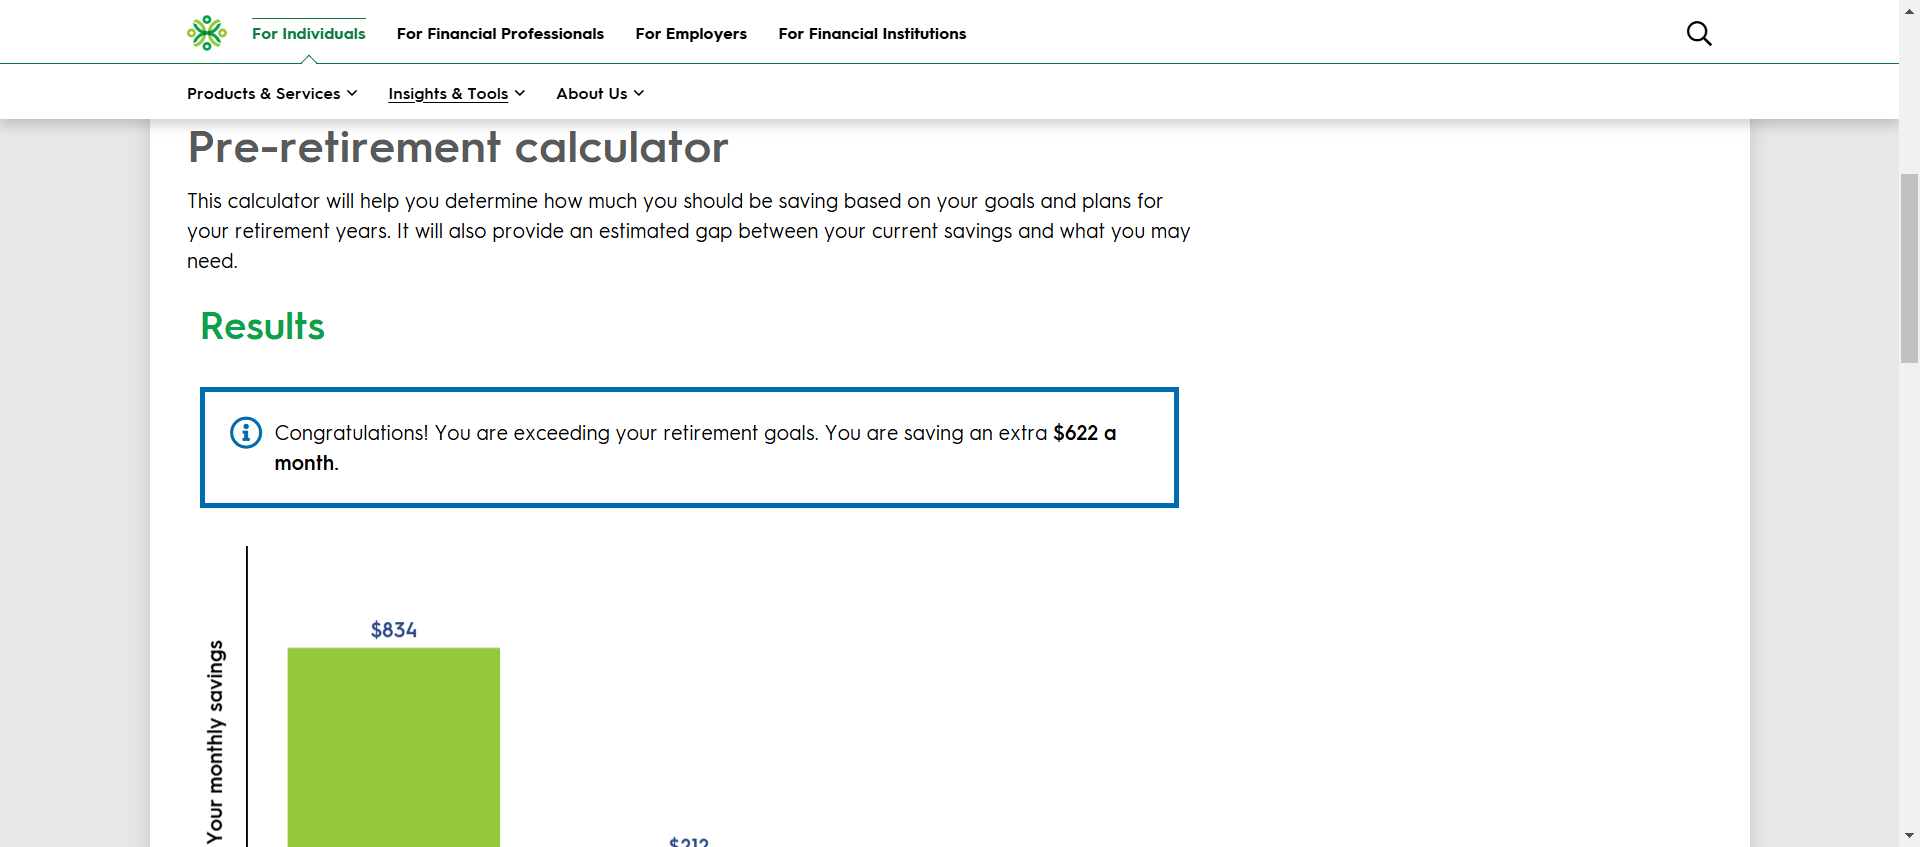 For Individuals
For Financial Professionals
For Employers
For Financial Institutions
Products & Services
Insights & Tools
About Us
Pre-retirement calculator
This calculator will help you determine how much you should be saving based on your goals and plans for
your retirement years. It will also provide an estimated gap between your current savings and what you may
need.
Results
Congratulations! You are exceeding your retirement goals. You are saving an extra $622 a
month.
$834
Your monthly savings
$212